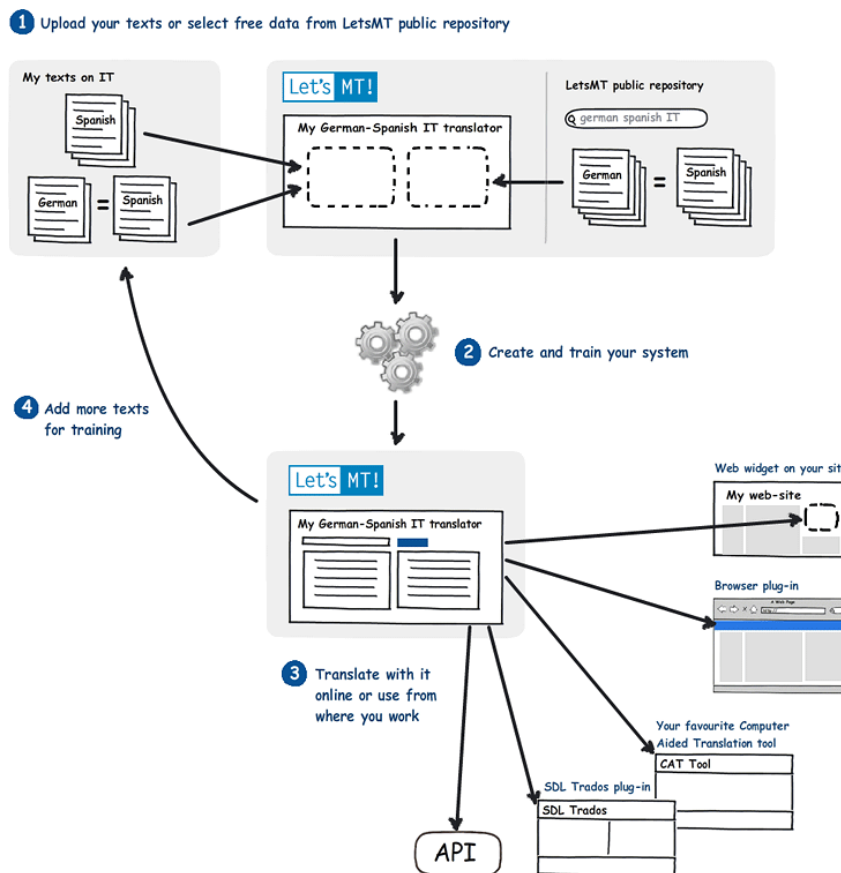 1 Upload your texts or select free data from LetsMT public repository
My texts on IT
Spanish
German = Spanish
Let's MT!
My German-Spanish IT translator
LetsMT public repository
german spanish IT
German = Spanish
2 Create and train your system
4 Add more texts
for training
Let's MT!
My German-Spanish IT translator
3 Translate with it
online or use from
where you work
Web widget on your sit
My web-site
Browser plug-in
A Web Page
Your favourite Computer
Aided Translation tool
CAT Tool
SDL Trados plug-in
SDL Trados
API